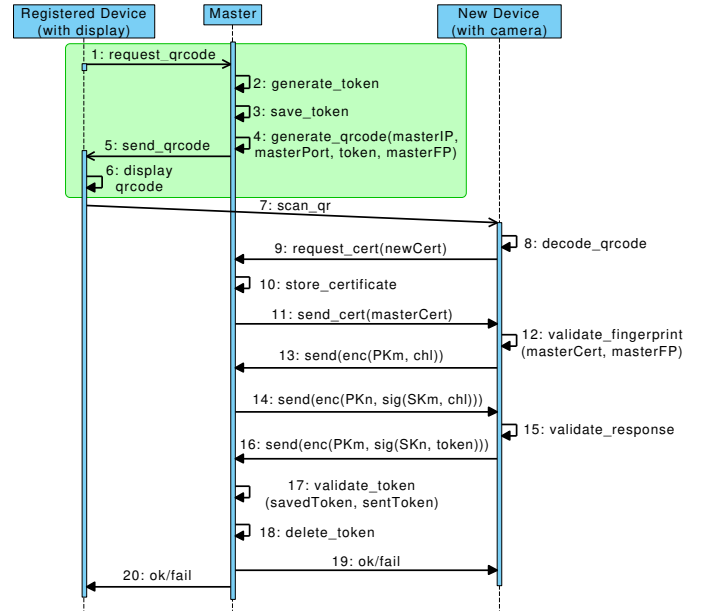 Registered Device
(with display)
Master
New Device
(with camera)
1: request_qrcode
2: generate_token
3: save_token
4: generate_qrcode(masterIP,
masterPort, token, masterFP)
5: send_qrcode
6: display
qrcode
7: scan_qr
8: decode_qrcode
9: request_cert(newCert)
10: store_certificate
11: send_cert(masterCert)
12: validate_fingerprint
(masterCert, masterFP)
13: send(enc(PKm, chl))
14: send(enc(PKn, sig(SKm, chl)))
15: validate_response
16: send(enc(PKm, sig(SKn, token)))
17: validate_token
(savedToken, sentToken)
18: delete_token
19: ok/fail
20: ok/fail